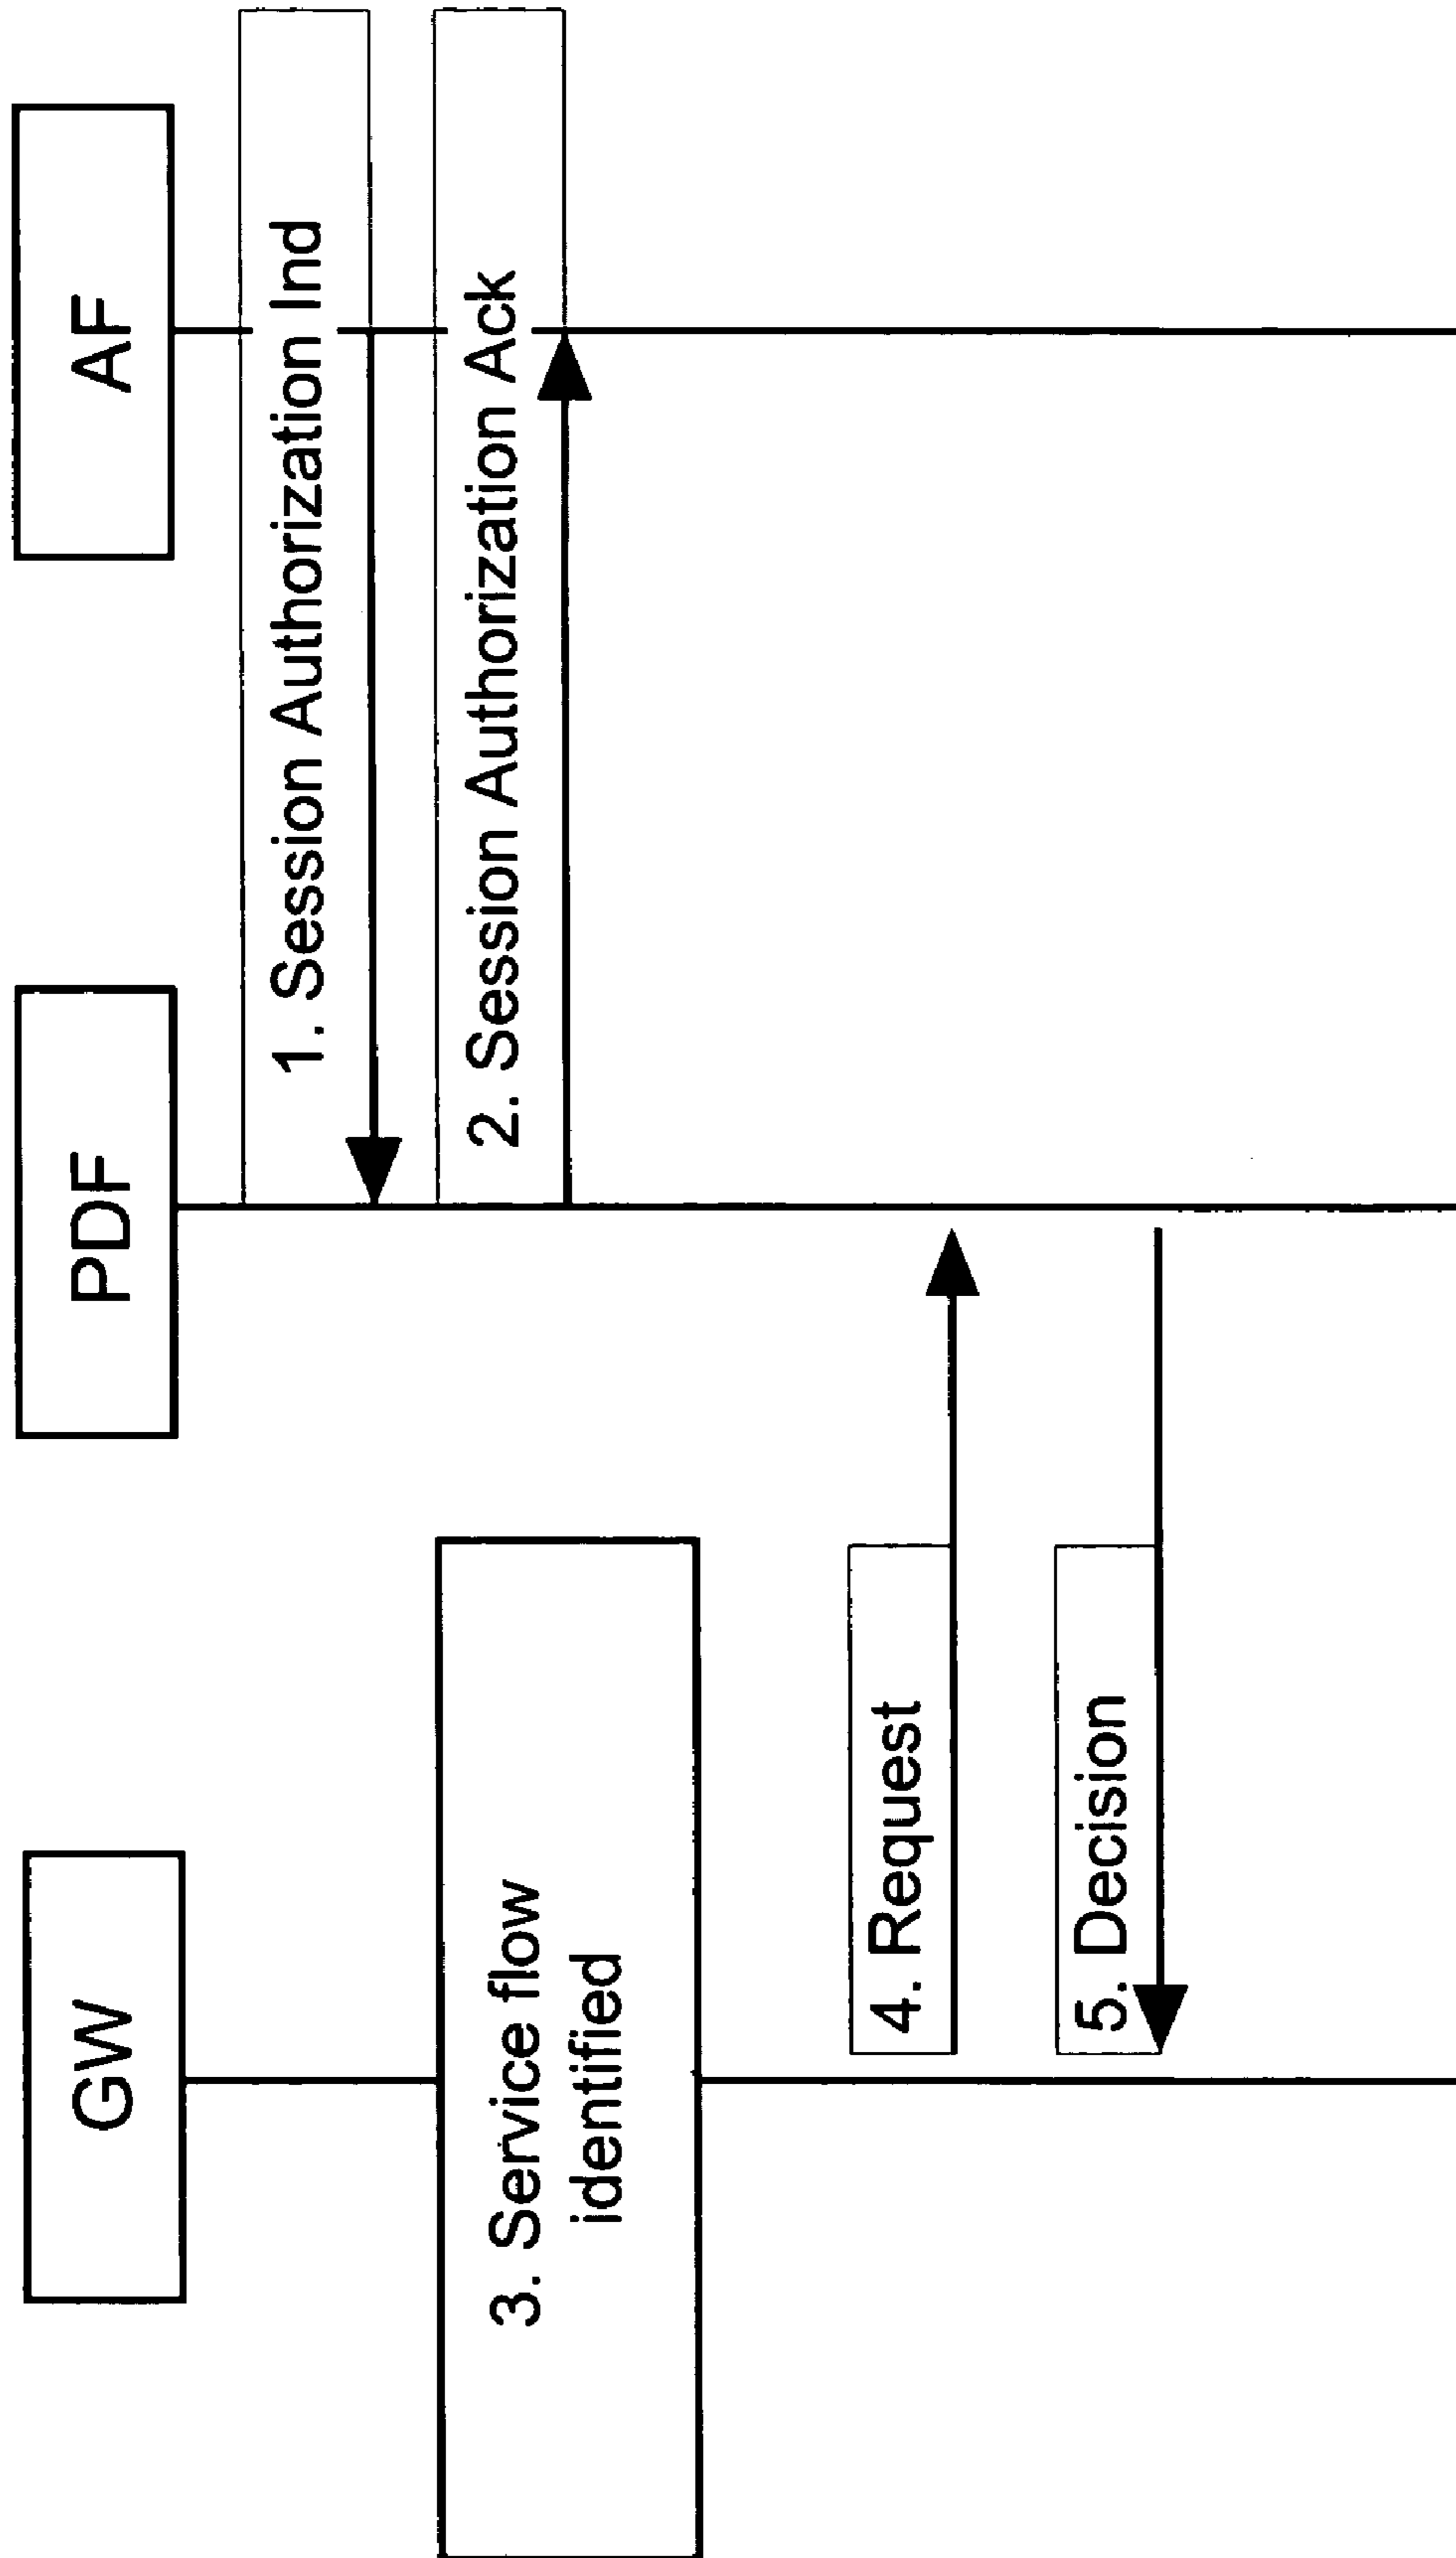 GW
PDF
AF
1. Session Authorization Ind
2. Session Authorization Ack
3. Service flow
identified
4. Request
5. Decision